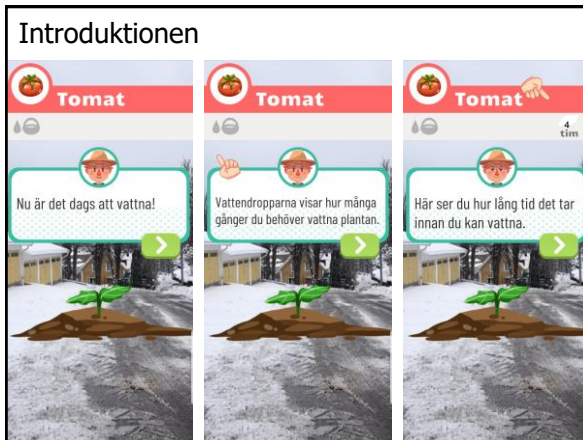 Introduktionen
Tomat
Nu är det dags att vattna!
Tomat
Vattendropparna visar hur många
gånger du behöver vattna plantan.
Tomat
4
tim
Här ser du hur lång tid det tar
innan du kan vattna.